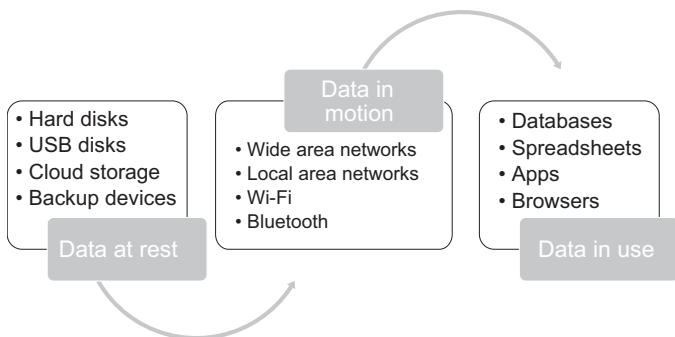 • Hard disks
• USB disks
• Cloud storage
• Backup devices
Data at rest
Data in
motion
• Wide area networks
• Local area networks
• Wi-Fi
• Bluetooth
• Databases
• Spreadsheets
• Apps
• Browsers
Data in use